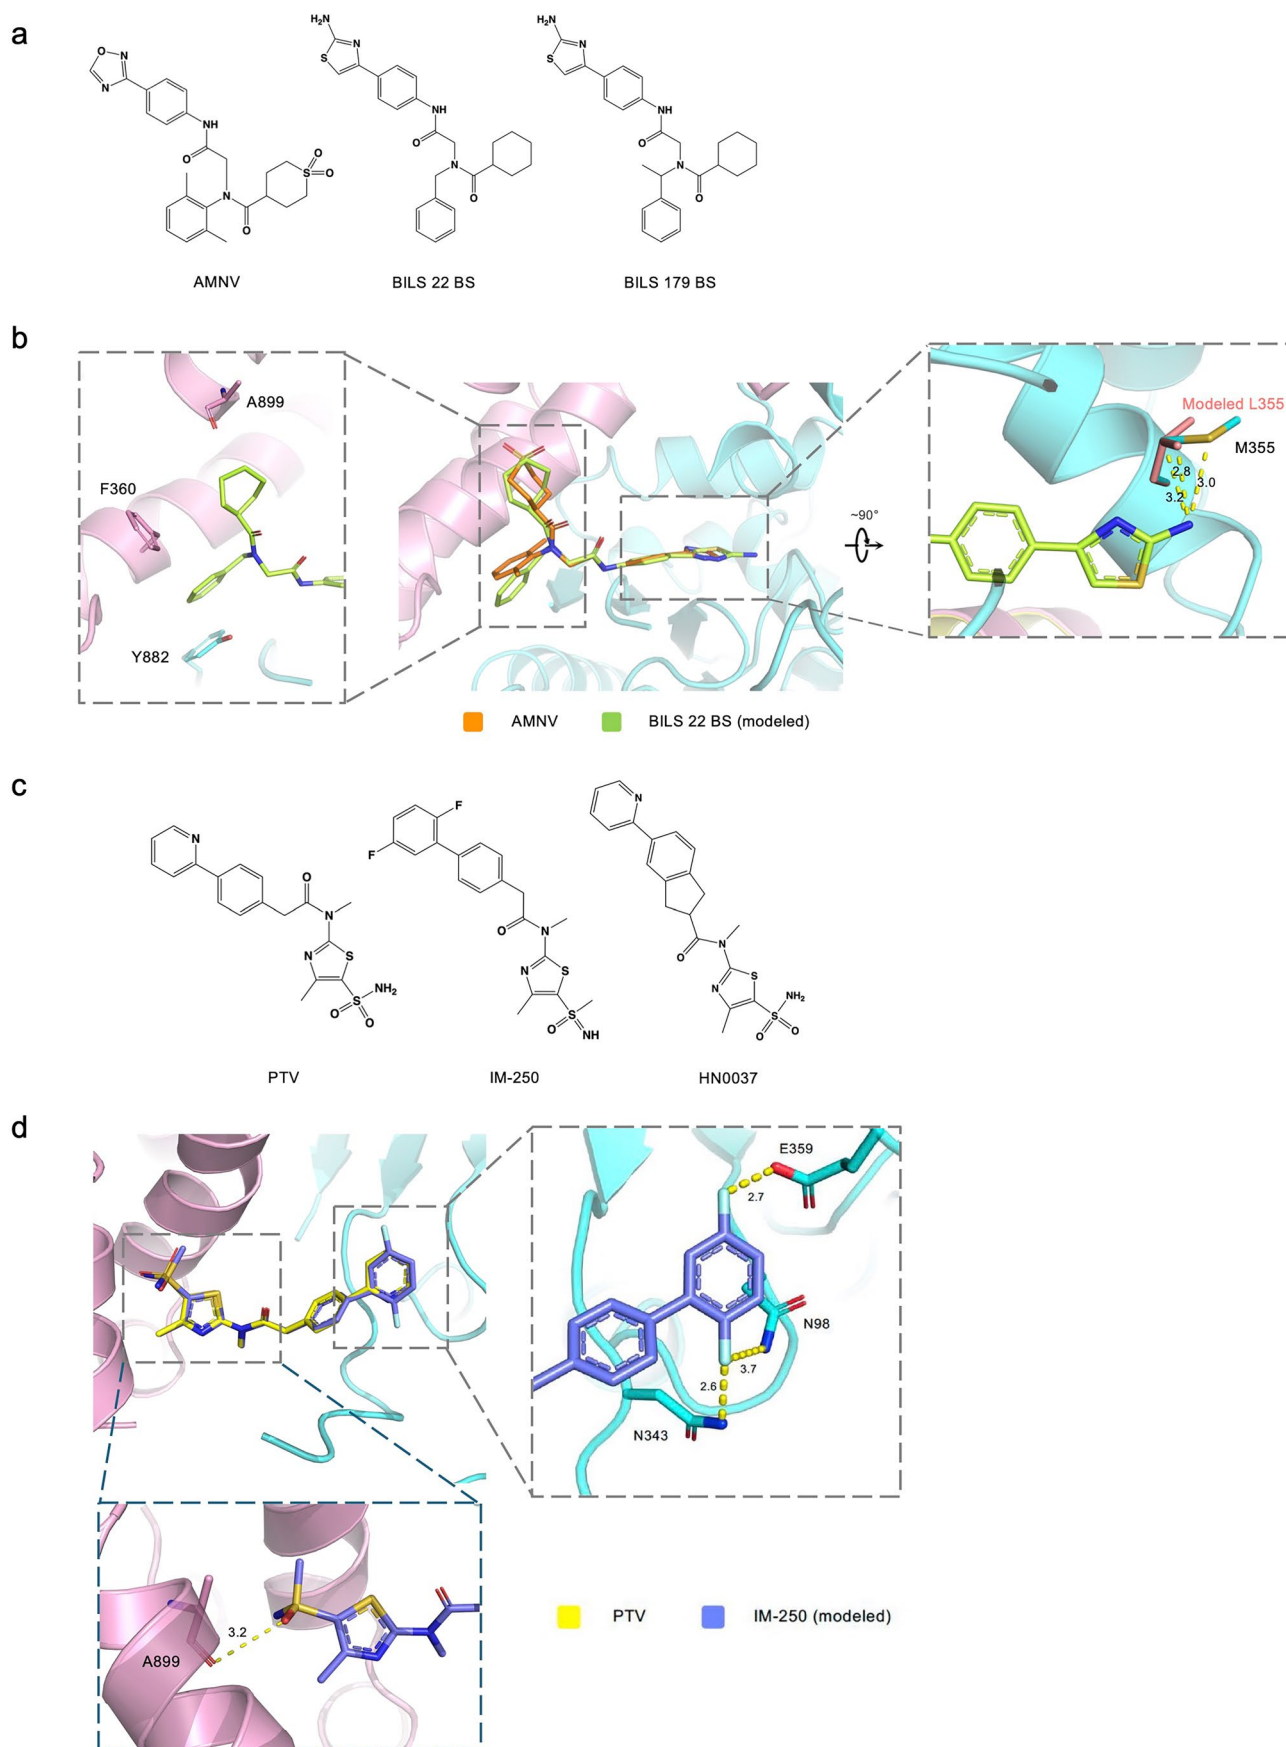 a
H₂N
N
S
NH
O
N
O
BILS 22 BS
H₂N
N
S
NH
O
N
O
BILS 179 BS
O
N
N
NH
O
N
O
S
O
O
AMNV
b
A899
F360
Y882
~90°
Modeled L355
M355
2.8
3.0
3.2
AMNV
BILS 22 BS (modeled)
c
N
O
N
N
S
S
NH₂
O
O
PTV
F
F
O
N
N
S
S
O
NH
IM-250
N
O
N
N
S
S
NH₂
O
O
HN0037
d
E359
2.7
N98
3.7
2.6
N343
3.2
A899
PTV
IM-250 (modeled)